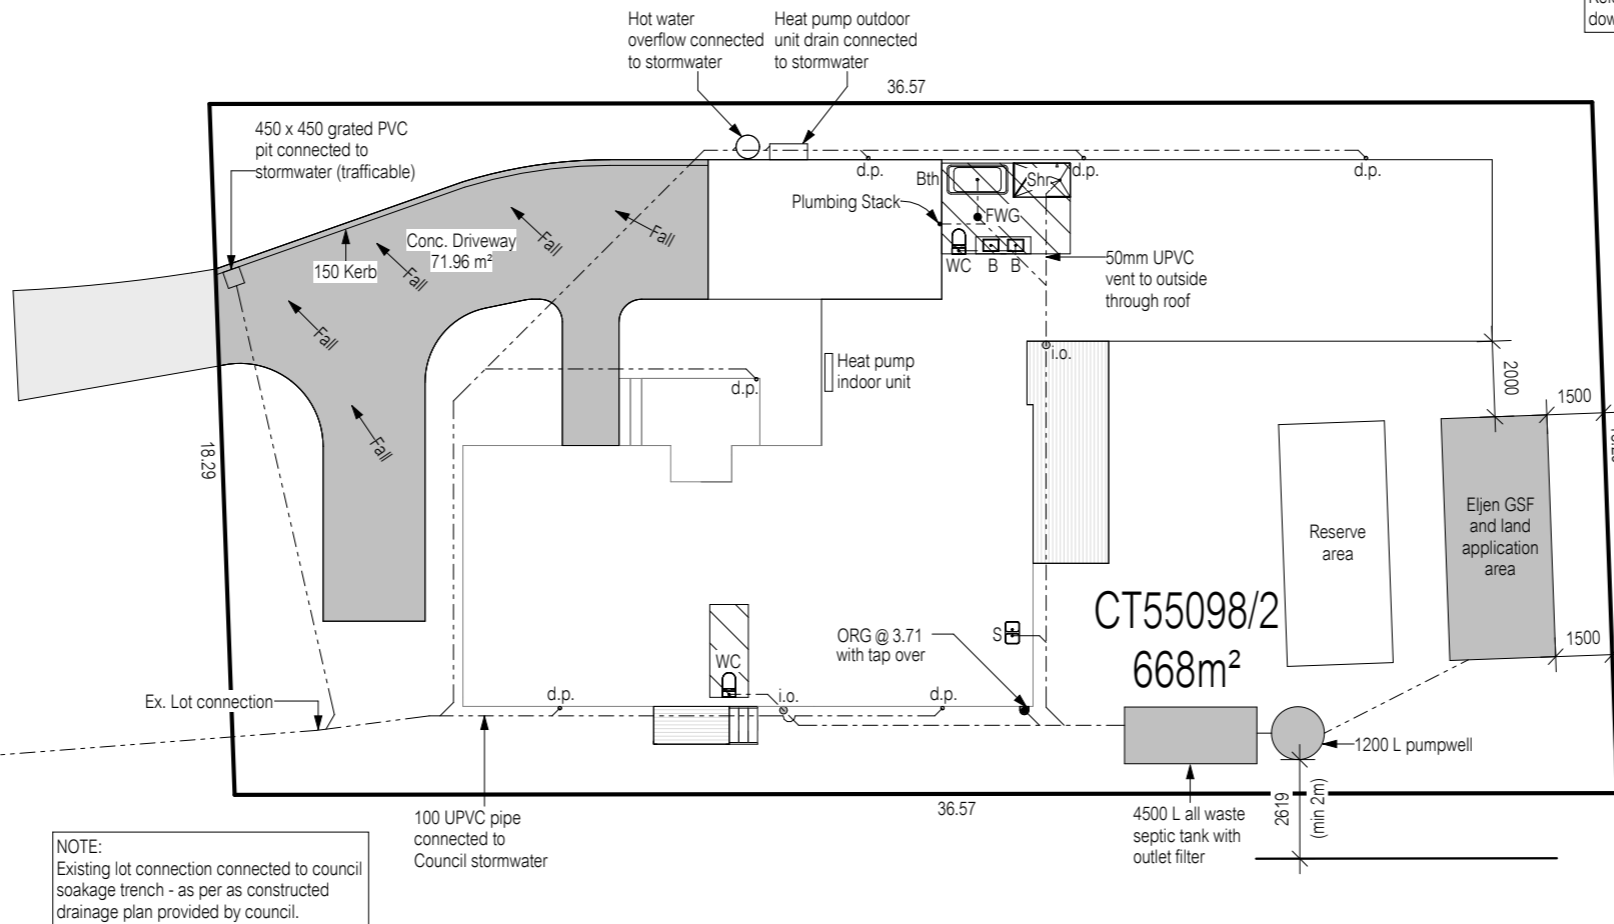 dow
Hot water
overflow connected
to stormwater
Heat pump outdoor
unit drain connected
to stormwater
36.57
450 x 450 grated PVC
pit connected to
stormwater (trafficable)
150 Kerb
Conc. Driveway
71.96 m²
Fall
Fall
Fall
Fall
Fall
d.p.
d.p.
d.p.
Bth
Shr
Plumbing Stack
FWG
WC B B
50mm UPVC
vent to outside
through roof
i.o.
Heat pump
indoor unit
d.p.
2000
1500
18.29
Eljen GSF
and land
application
area
Reserve
area
CT55098/2
668m²
1500
ORG @ 3.71
with tap over
S
WC
Ex. Lot connection
d.p.
i.o.
d.p.
1200 L pumpwell
100 UPVC pipe
connected to
Council stormwater
36.57
4500 L all waste
septic tank with
outlet filter
2619
(min 2m)
NOTE:
Existing lot connection connected to council
soakage trench - as per as constructed
drainage plan provided by council.